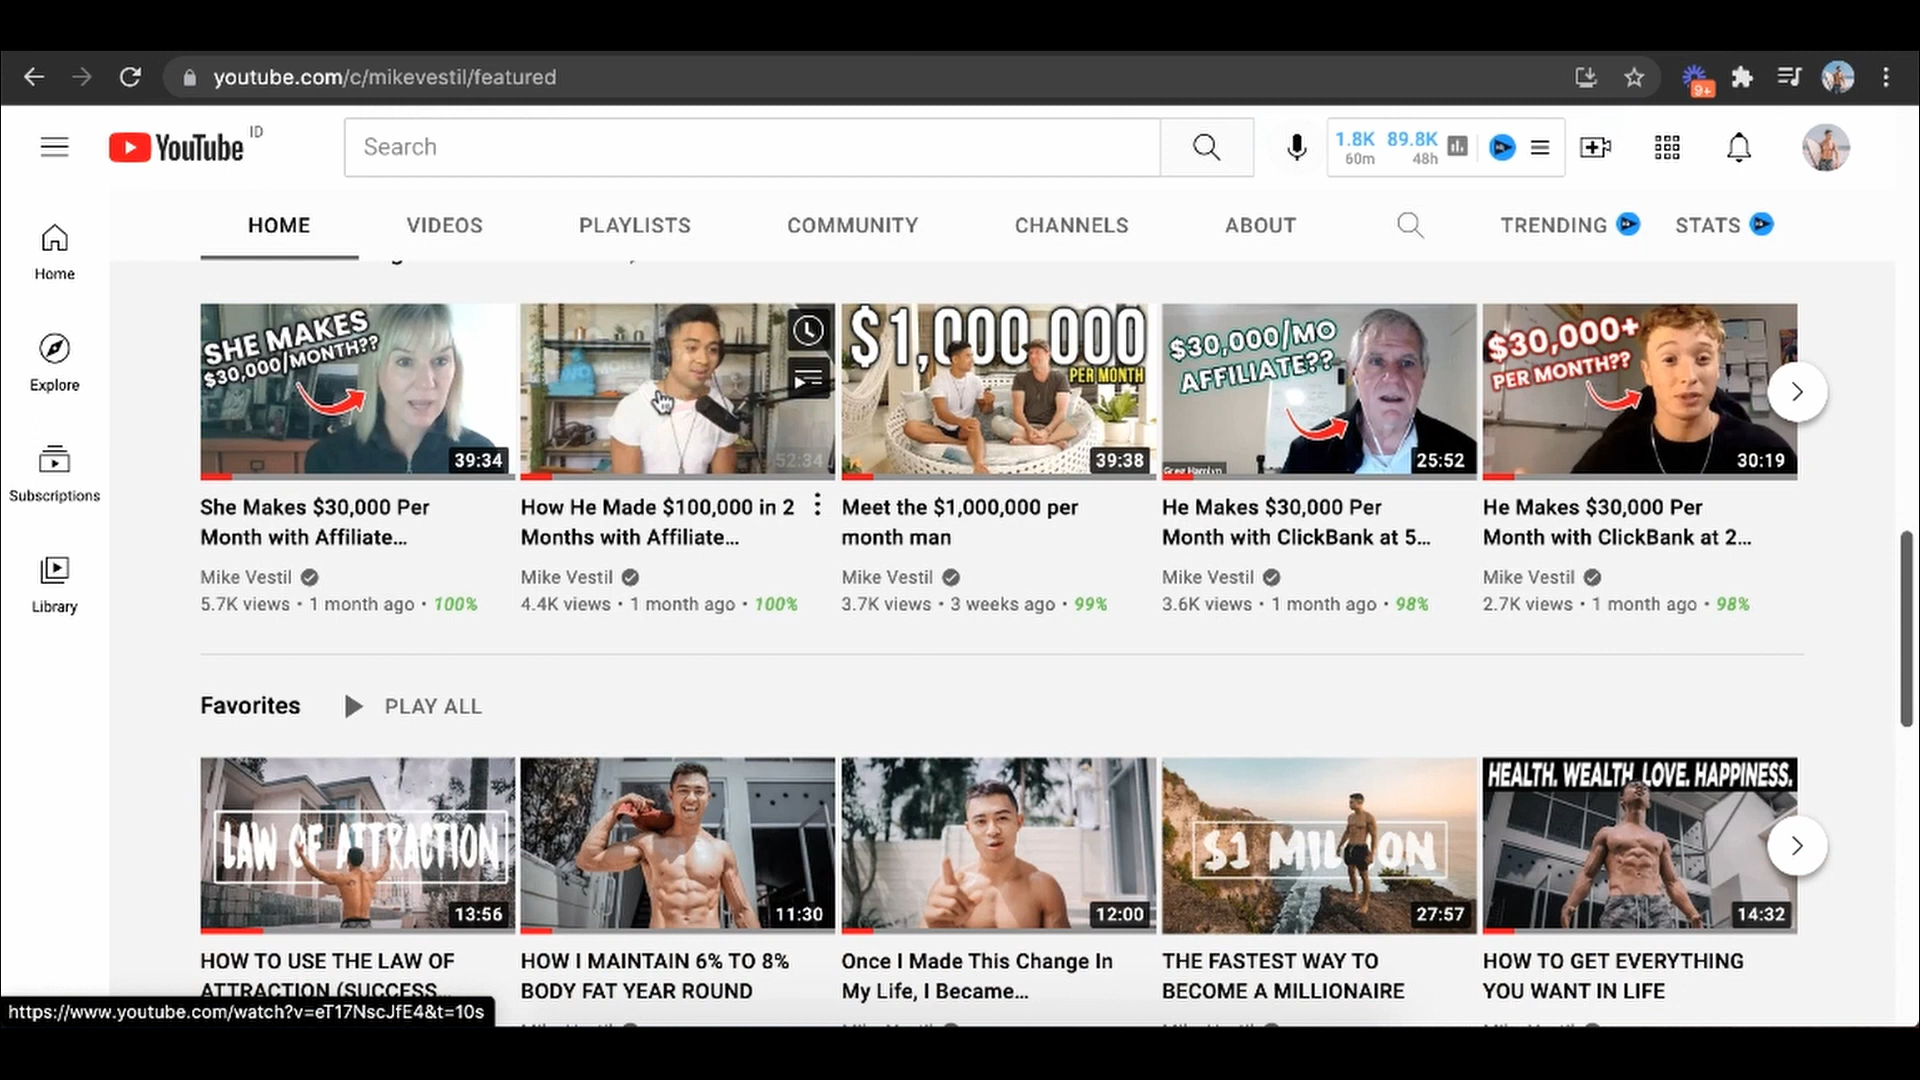 youtube.com/c/mikevestil/featured
9+
YouTube ID
Search
1.8K 89.8K
60m 48h
HOME VIDEOS PLAYLISTS COMMUNITY CHANNELS ABOUT TRENDING STATS
Home
Explore
Subscriptions
Library
SHE MAKES
$30,000/MONTH??
39:34
52:34
$1,000,000
PER MONTH
39:38
$30,000/MO
AFFILIATE??
Greg Hamlyn
25:52
$30,000+
PER MONTH??
30:19
She Makes $30,000 Per
Month with Affiliate...
Mike Vestil
5.7K views • 1 month ago • 100%
How He Made $100,000 in 2
Months with Affiliate...
Mike Vestil
4.4K views • 1 month ago • 100%
Meet the $1,000,000 per
month man
Mike Vestil
3.7K views • 3 weeks ago • 99%
He Makes $30,000 Per
Month with ClickBank at 5...
Mike Vestil
3.6K views • 1 month ago • 98%
He Makes $30,000 Per
Month with ClickBank at 2...
Mike Vestil
2.7K views • 1 month ago • 98%
Favorites PLAY ALL
LAW OF ATTRACTION
13:56
11:30
12:00
$1 MILLION
27:57
HEALTH. WEALTH. LOVE. HAPPINESS.
14:32
HOW TO USE THE LAW OF
ATTRACTION (SUCCESS...
HOW I MAINTAIN 6% TO 8%
BODY FAT YEAR ROUND
Once I Made This Change In
My Life, I Became...
THE FASTEST WAY TO
BECOME A MILLIONAIRE
HOW TO GET EVERYTHING
YOU WANT IN LIFE
https://www.youtube.com/watch?v=eT17NscJfE4&t=10s